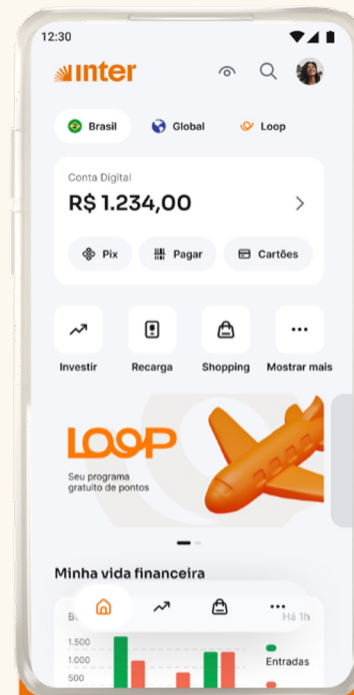 12:30
inter
Brasil
Global
Loop
Conta Digital
R$ 1.234,00
Pix
Pagar
Cartões
Investir
Recarga
Shopping
Mostrar mais
LOOP
Seu programa
gratuito de pontos
Minha vida financeira
Há 1h
1.500
1.000
500
Entradas